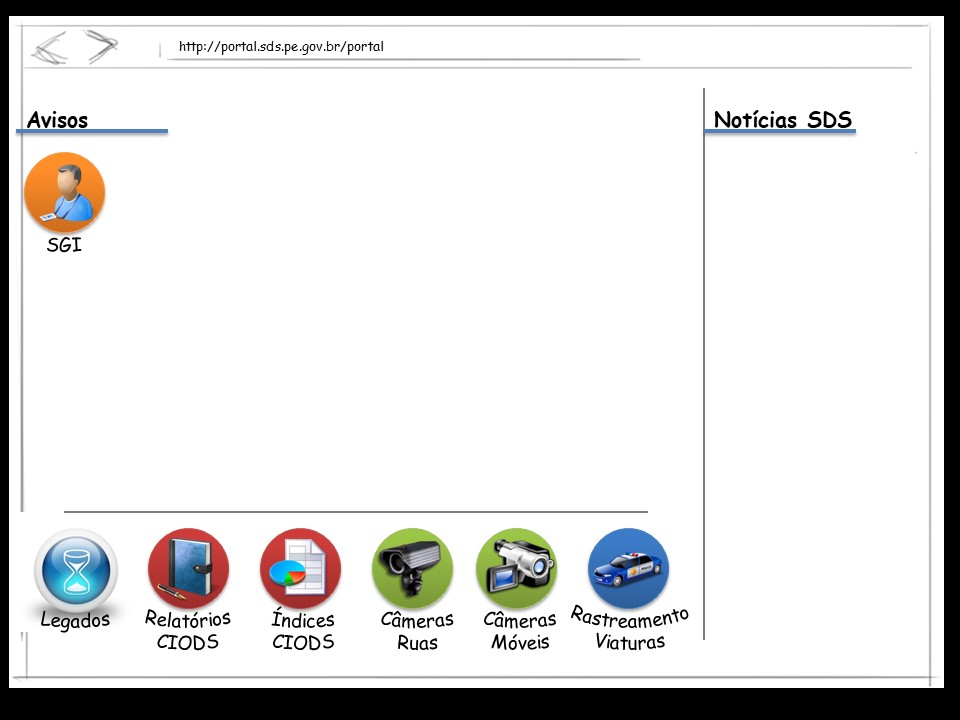 http://portal.sds.pe.gov.br/portal
Avisos
Notícias SDS
SGI
Legados
Relatórios
CIODS
Índices
CIODS
Câmeras
Ruas
Câmeras
Móveis
Rastreamento
Viaturas